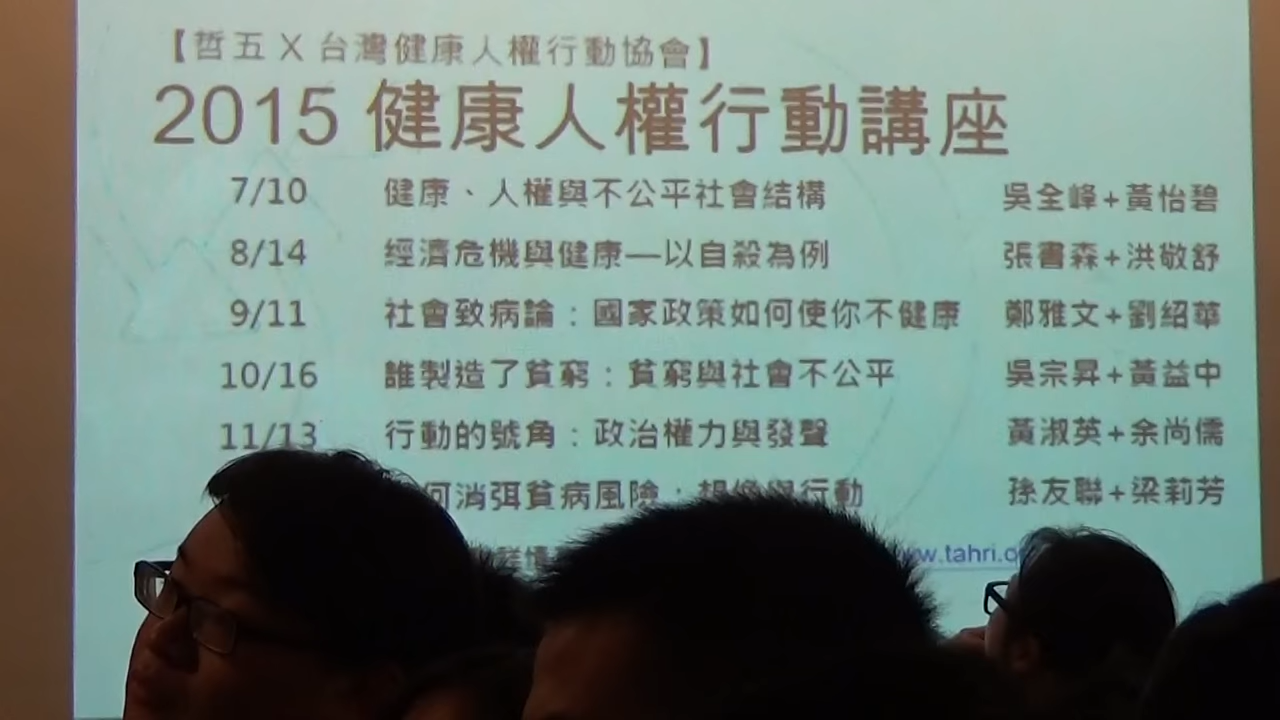 【哲五 X 台灣健康人權行動協會】
2015 健康人權行動講座
7/10 健康、人權與不公平社會結構 吳全峰+黃怡碧
8/14 經濟危機與健康—以自殺為例 張書森+洪敬舒
9/11 社會致病論：國家政策如何使你不健康 鄭雅文+劉紹華
10/16 誰製造了貧窮：貧窮與社會不公平 吳宗昇+黃益中
11/13 行動的號角：政治權力與發聲 黃淑英+余尚儒
何消弭貧病風險：想像與行動 孫友聯+梁莉芳
詳情 www.tahri.o